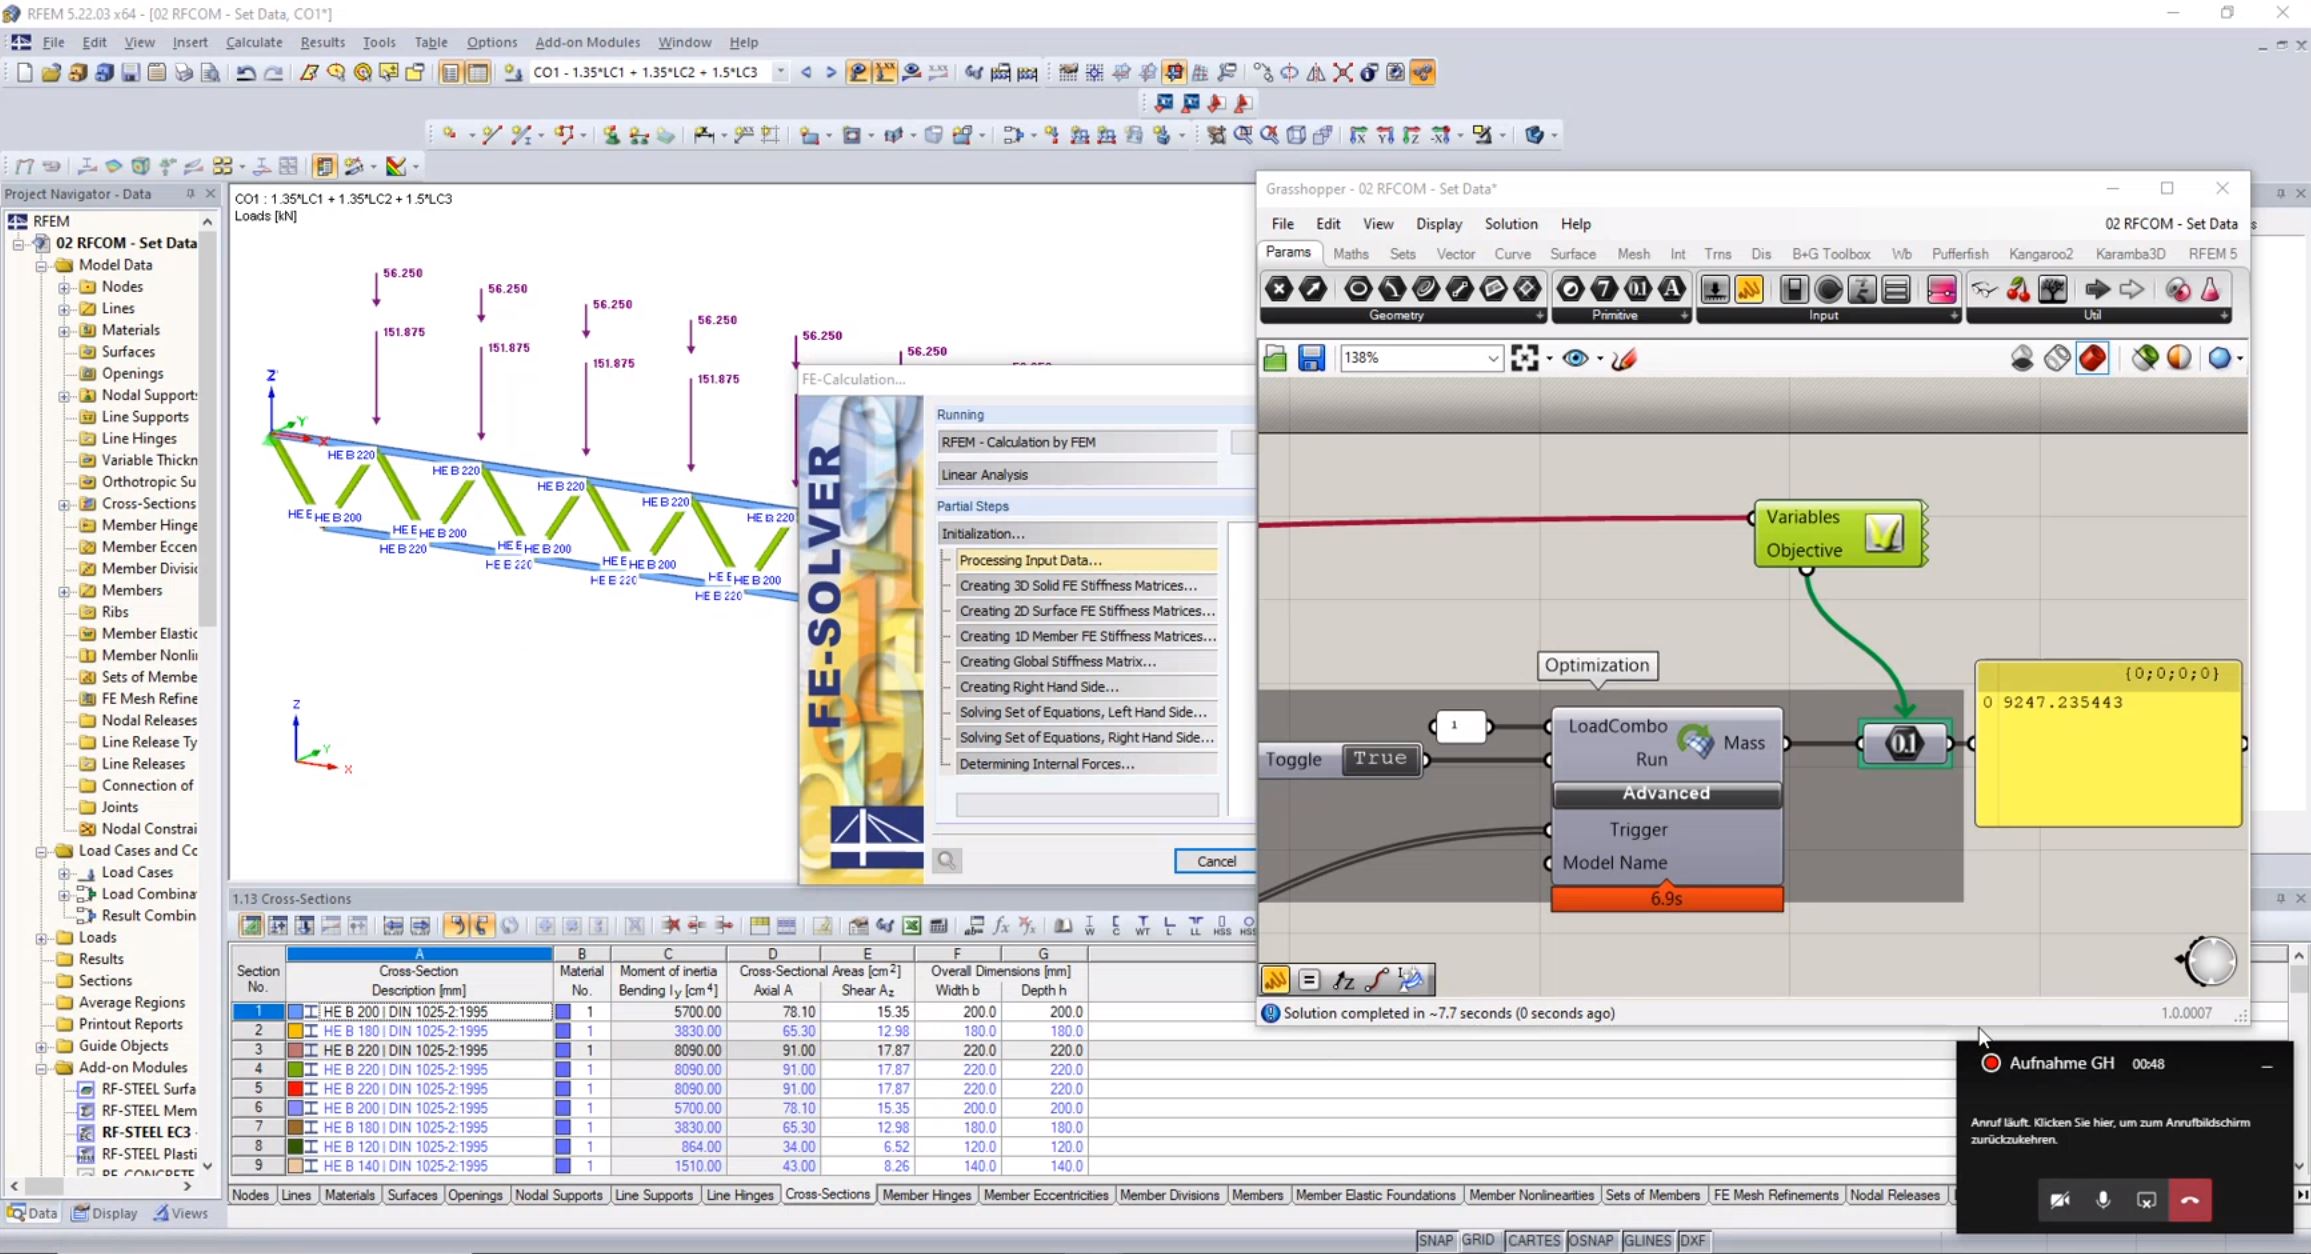 RFEM 5.22.03 x64 - [02 RFCOM - Set Data, CO1*]
File Edit View Insert Calculate Results Tools Table Options Add-on Modules Window Help
CO1 - 1.35*LC1 + 1.35*LC2 + 1.5*LC3
Project Navigator - Data
RFEM
02 RFCOM - Set Data
Model Data
Nodes
Lines
Materials
Surfaces
Openings
Nodal Support
Line Supports
Line Hinges
Variable Thickn
Orthotropic Su
Cross-Sections
Member Hinge
Member Eccen
Member Divisi
Members
Ribs
Member Elastic
Member Nonli
Sets of Membe
FE Mesh Refine
Nodal Releases
Line Release Ty
Line Releases
Connection of
Joints
Nodal Constrai
Load Cases and Cc
Load Cases
Load Combina
Result Combin
Loads
Results
Sections
Average Regions
Printout Reports
Guide Objects
Add-on Modules
RF-STEEL Surfa
RF-STEEL Mem
RF-STEEL EC3 -
RF-STEEL Plasti
RF-CONCRETE
Data Display Views
CO1 : 1.35*LC1 + 1.35*LC2 + 1.5*LC3
Loads [kN]
56.250
56.250
56.250
56.250
56.250
56.250
151.875
151.875
151.875
151.875
Z
Y
X
HE B 220
HE B 220
HE B 220
HE B 220
HE B 220
HE E HE B 200
HE E HE B 200
HE E HE B 200
HE E HE B 200
HE E HE B 200
HE B 220
HE B 220
HE B 220
HE B 220
Z
Y
X
FE-Calculation...
FE-SOLVER
Running
RFEM - Calculation by FEM
Linear Analysis
Partial Steps
Initialization...
Processing Input Data...
Creating 3D Solid FE Stiffness Matrices...
Creating 2D Surface FE Stiffness Matrices...
Creating 1D Member FE Stiffness Matrices...
Creating Global Stiffness Matrix...
Creating Right Hand Side...
Solving Set of Equations, Left Hand Side...
Solving Set of Equations, Right Hand Side...
Determining Internal Forces...
Cancel
Grasshopper - 02 RFCOM - Set Data*
File Edit View Display Solution Help
02 RFCOM - Set Data
Params Maths Sets Vector Curve Surface Mesh Int Trns Dis B+G Toolbox Wb Pufferfish Kangaroo2 Karamba3D RFEM 5
Geometry Primitive Input Util
138%
Variables
Objective
Optimization
{0;0;0;0}
0 9247.235443
1
LoadCombo
Run
Mass
0.1
Toggle True
Advanced
Trigger
Model Name
6.9s
Solution completed in ~7.7 seconds (0 seconds ago)
1.0.0007
1.13 Cross-Sections
A B C D E F G
Section Cross-Section Material Moment of inertia Cross-Sectional Areas [cm²] Overall Dimensions [mm]
No. Description [mm] No. Bending Iy [cm⁴] Axial A Shear Az Width b Depth h
1 HE B 200 | DIN 1025-2:1995 1 5700.00 78.10 15.35 200.0 200.0
2 HE B 180 | DIN 1025-2:1995 1 3830.00 65.30 12.98 180.0 180.0
3 HE B 220 | DIN 1025-2:1995 1 8090.00 91.00 17.87 220.0 220.0
4 HE B 220 | DIN 1025-2:1995 1 8090.00 91.00 17.87 220.0 220.0
5 HE B 220 | DIN 1025-2:1995 1 8090.00 91.00 17.87 220.0 220.0
6 HE B 200 | DIN 1025-2:1995 1 5700.00 78.10 15.35 200.0 200.0
7 HE B 180 | DIN 1025-2:1995 1 3830.00 65.30 12.98 180.0 180.0
8 HE B 120 | DIN 1025-2:1995 1 864.00 34.00 6.52 120.0 120.0
9 HE B 140 | DIN 1025-2:1995 1 1510.00 43.00 8.26 140.0 140.0
Nodes Lines Materials Surfaces Openings Nodal Supports Line Supports Line Hinges Cross-Sections Member Hinges Member Eccentricities Member Divisions Members Member Elastic Foundations Member Nonlinearities Sets of Members FE Mesh Refinements Nodal Releases
Aufnahme GH 00:48
Anruf läuft. Klicken Sie hier, um zum Anrufbildschirm
zurückzukehren.
SNAP GRID CARTES OSNAP GLINES DXF